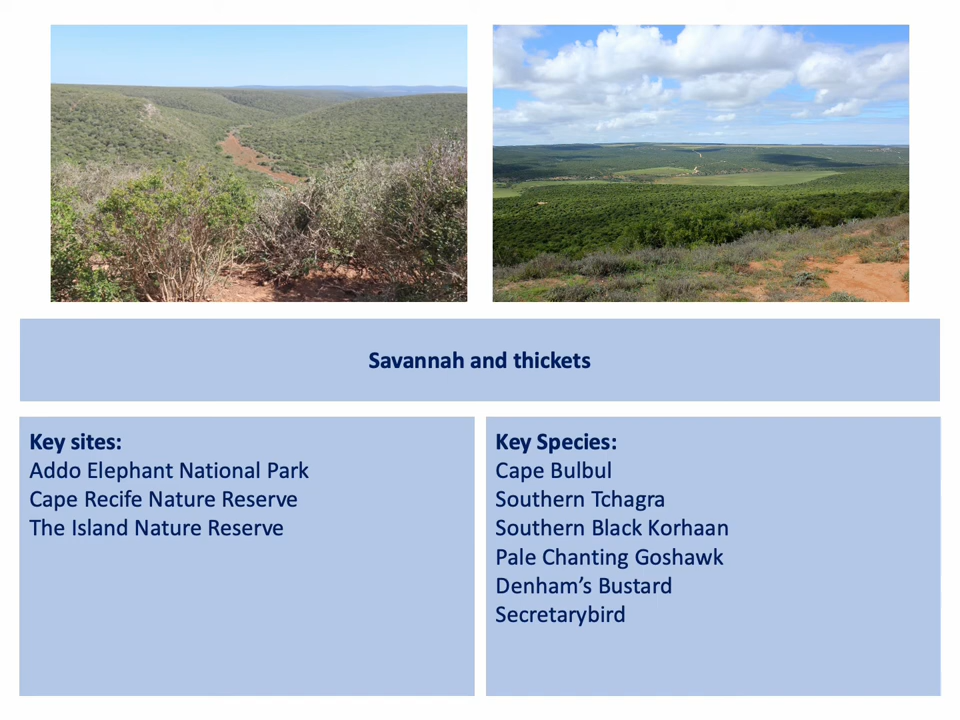 Savannah and thickets
Key sites:
Addo Elephant National Park
Cape Recife Nature Reserve
The Island Nature Reserve
Key Species:
Cape Bulbul
Southern Tchagra
Southern Black Korhaan
Pale Chanting Goshawk
Denham’s Bustard
Secretarybird